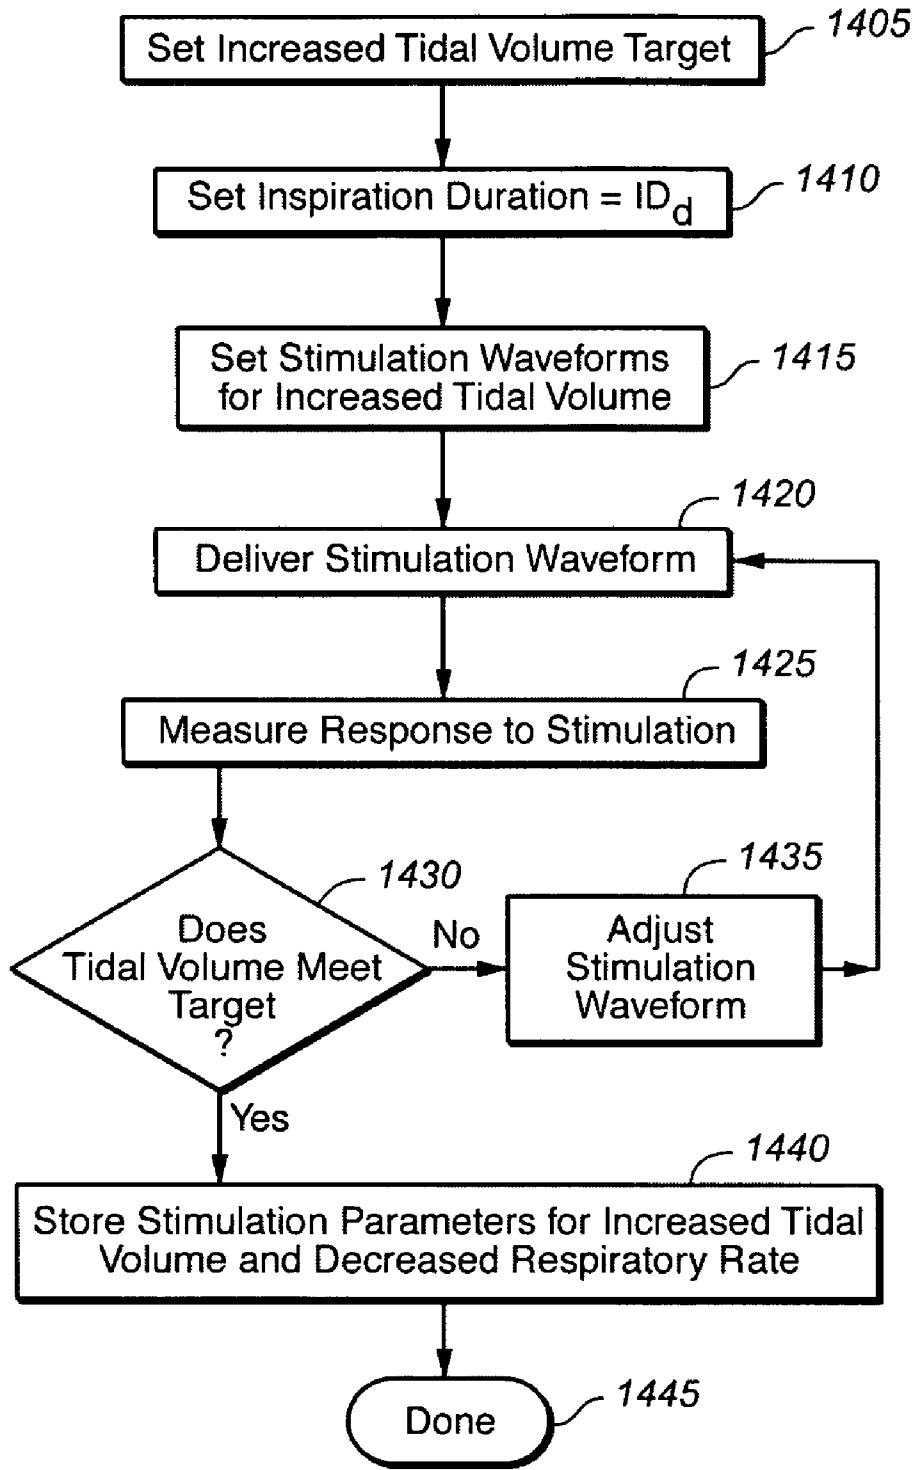 1405
Set Increased Tidal Volume Target
1410
Set Inspiration Duration = IDd
1415
Set Stimulation Waveforms
for Increased Tidal Volume
1420
Deliver Stimulation Waveform
1425
Measure Response to Stimulation
1430
Does
Tidal Volume Meet
Target
?
No
1435
Adjust
Stimulation
Waveform
Yes
1440
Store Stimulation Parameters for Increased Tidal
Volume and Decreased Respiratory Rate
1445
Done